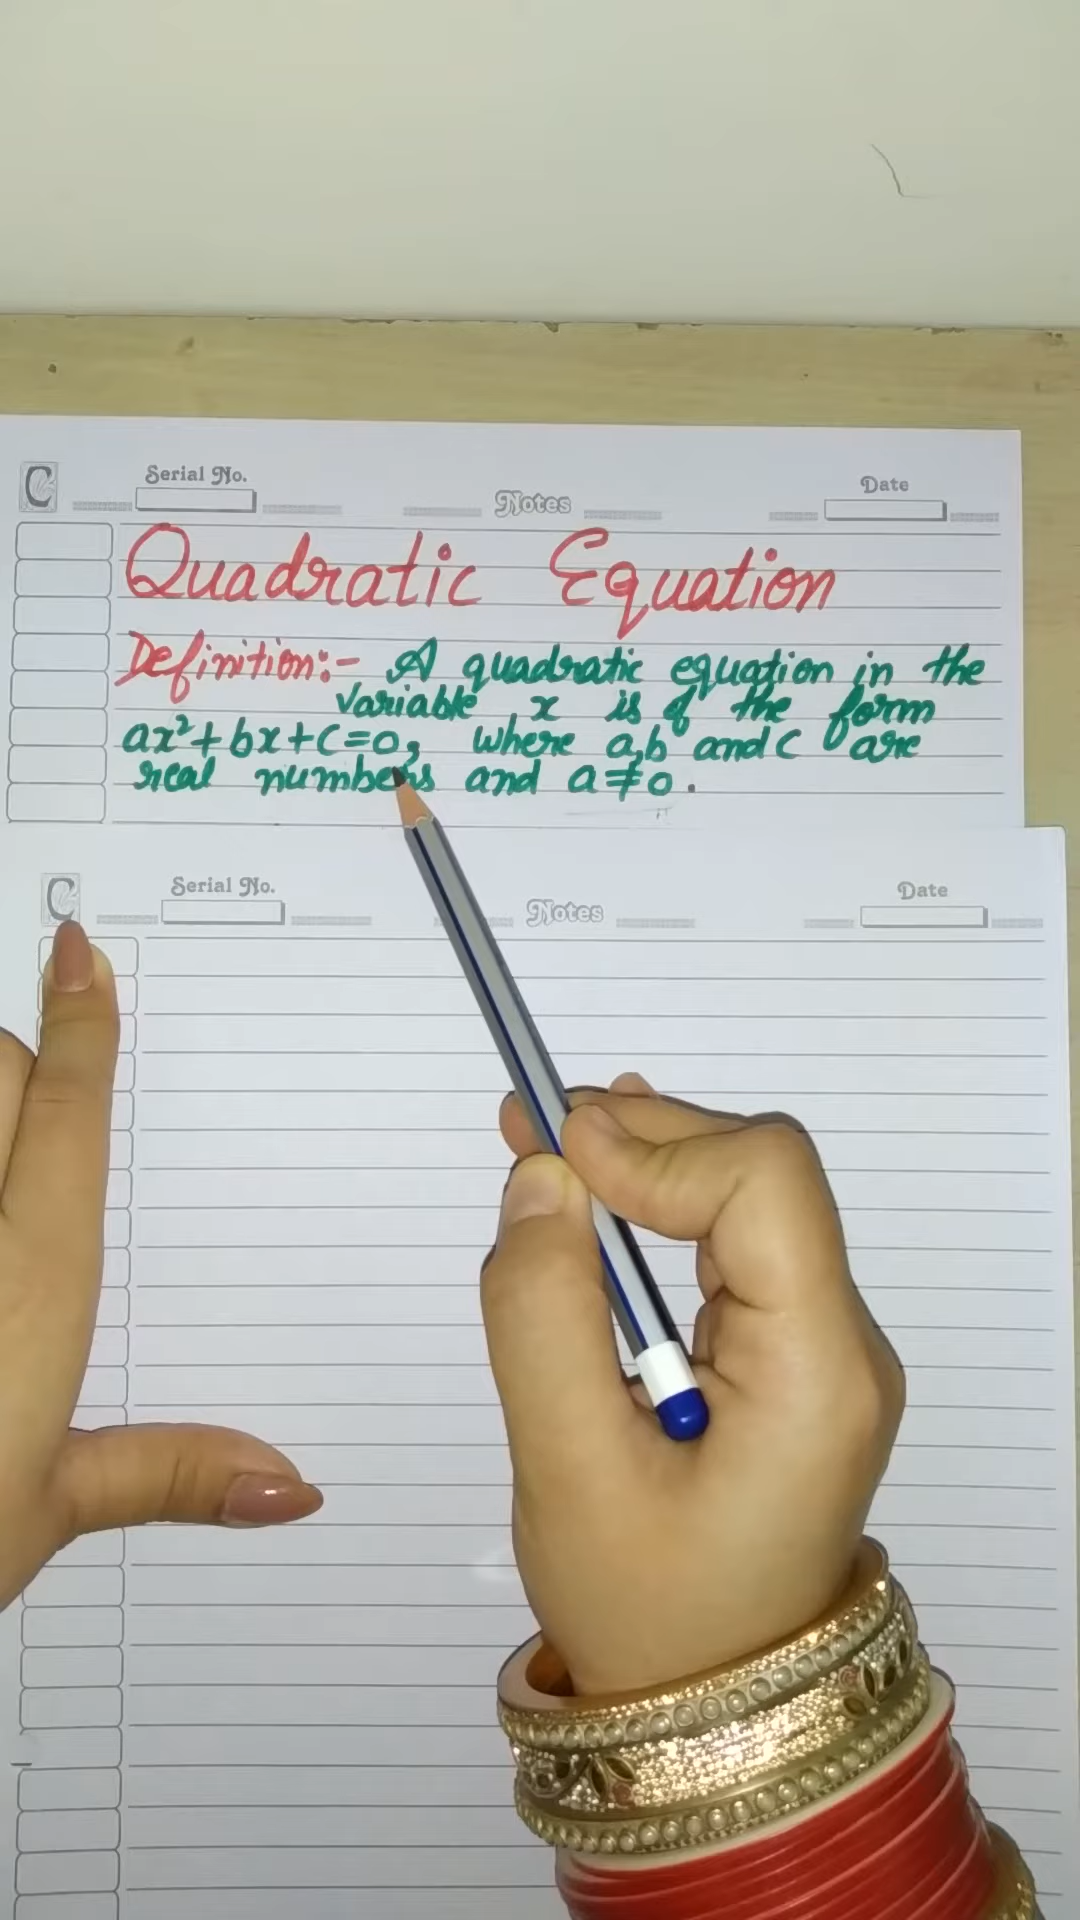 C Serial No. Notes Date
Quadratic Equation
Definition:- A quadratic equation in the
variable x is of the form
ax²+bx+c=0, where a,b and c are
real numbers and a≠0.
C Serial No. Notes Date